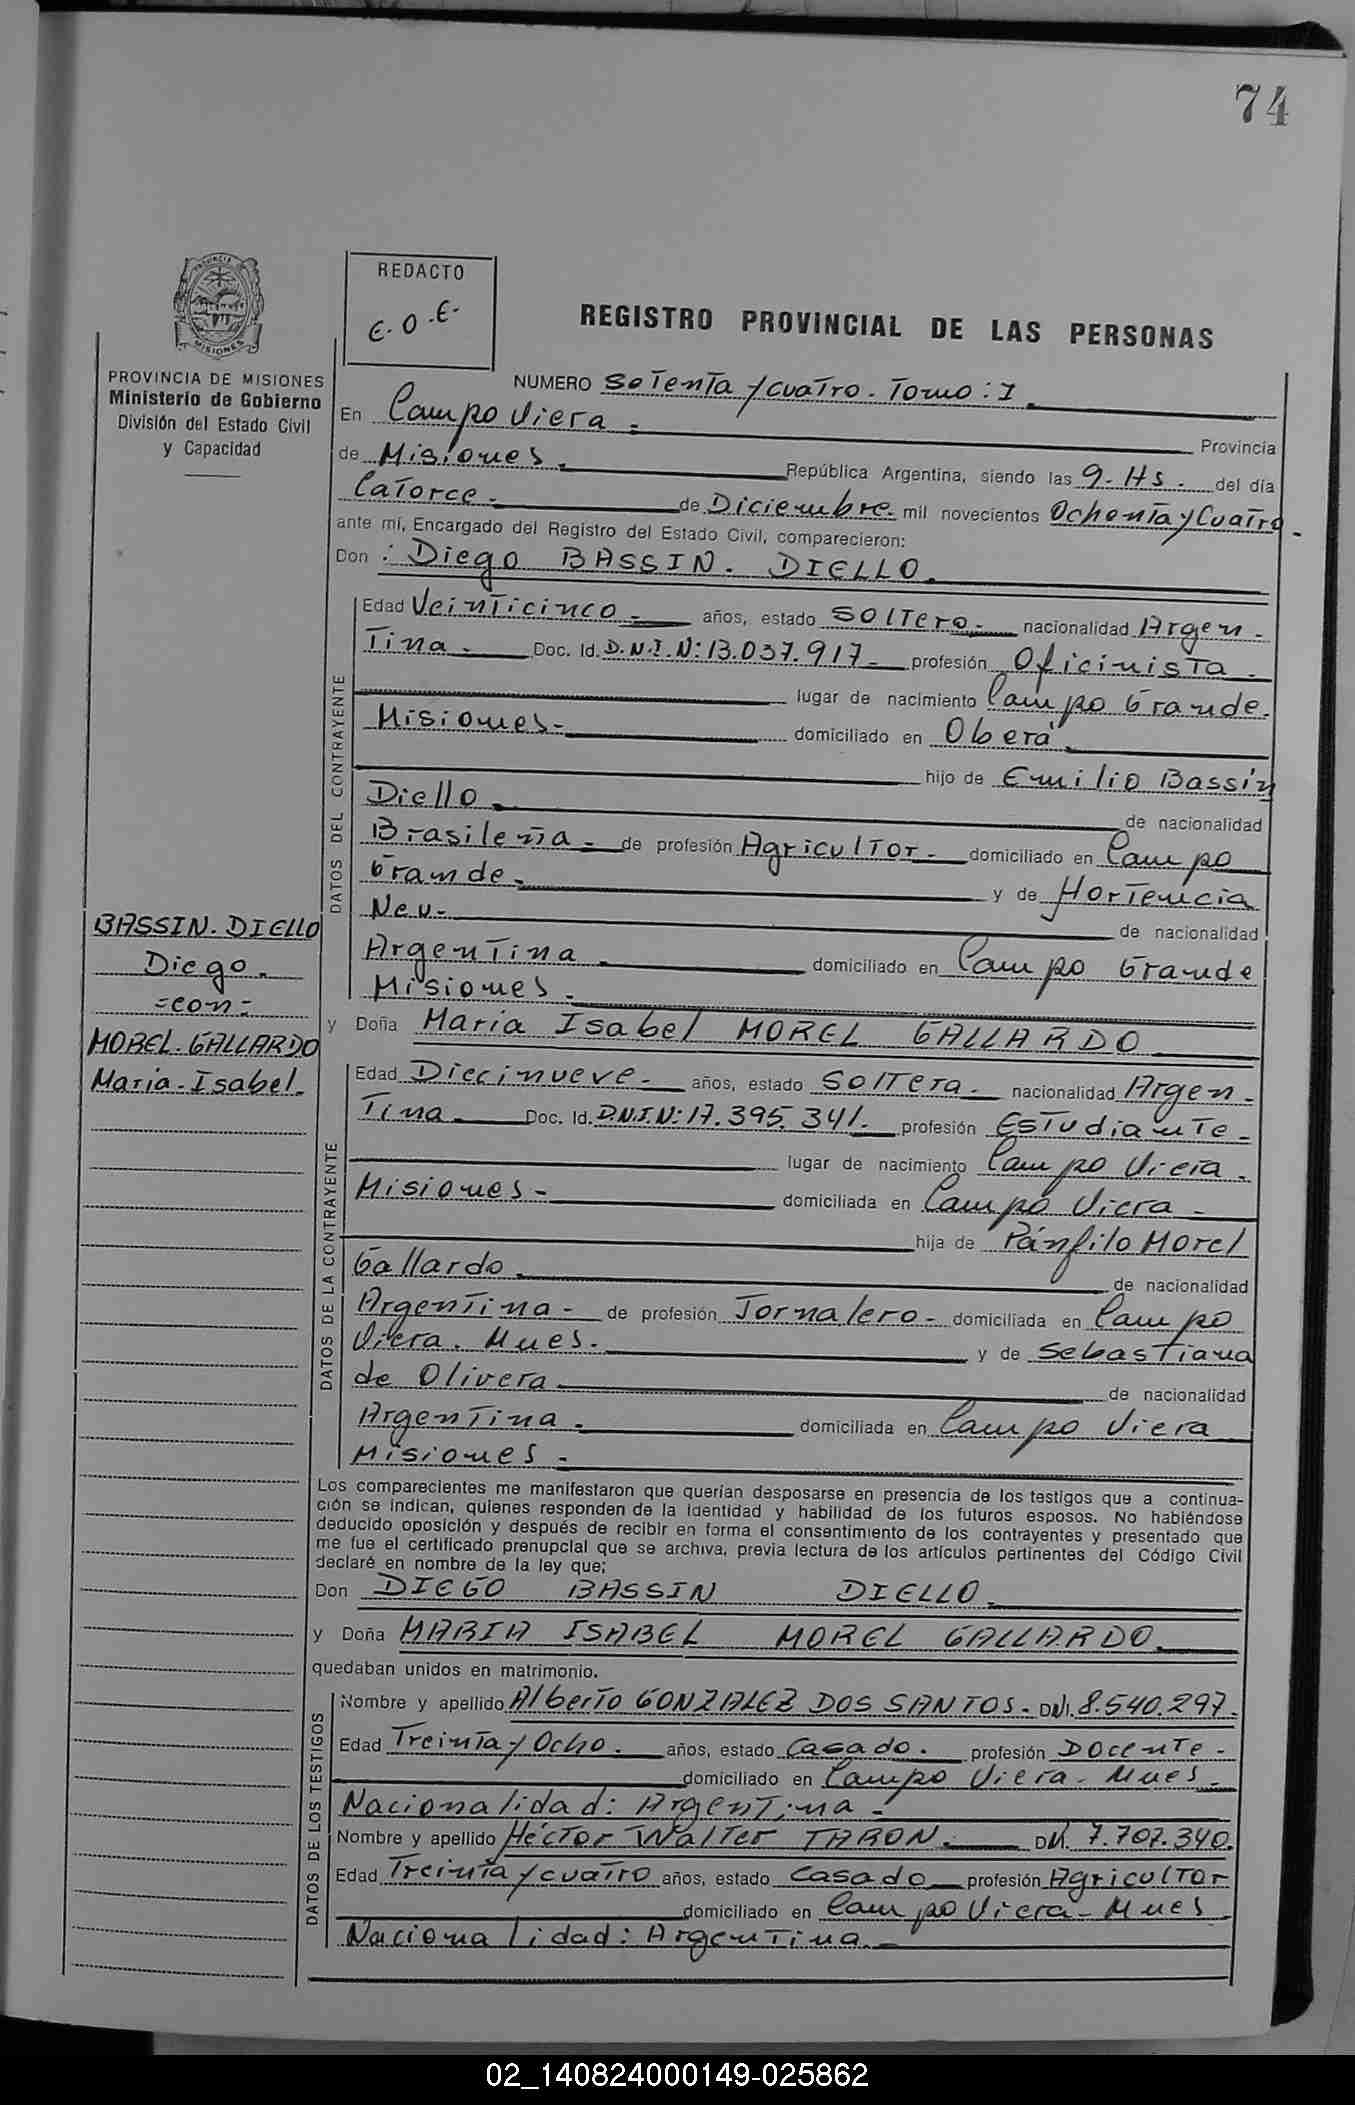 74
PROVINCIA
MISIONES
REDACTO
E.O.E.
REGISTRO PROVINCIAL DE LAS PERSONAS
PROVINCIA DE MISIONES
Ministerio de Gobierno
División del Estado Civil
y Capacidad
NUMERO Setenta y cuatro. Tomo: I
En Campo Viera.- Provincia
de Misiones. República Argentina, siendo las 9. Hs. del día
Catorce. de Diciembre. mil novecientos Ochenta y Cuatro.-
ante mí, Encargado del Registro del Estado Civil, comparecieron:
Don : Diego BASSIN. DIELLO.
DATOS DEL CONTRAYENTE
Edad Veinticinco.- años, estado Soltero.- nacionalidad Argen-
tina.- Doc. Id. D.N.I.N: 13.037.917- profesión Oficinista.-
lugar de nacimiento Campo Grande.
Misiones- domiciliado en Oberá
hijo de Emilio Bassin
Diello. de nacionalidad
Brasileña.- de profesión Agricultor.- domiciliado en Campo
Grande.- y de Hortencia
Neu.- de nacionalidad
Argentina. domiciliado en Campo Grande
Misiones.
BASSIN. DIELLO
Diego.
=con=
MOREL. GALLARDO
Maria-Isabel.
y Doña Maria Isabel MOREL GALLARDO
DATOS DE LA CONTRAYENTE
Edad Diecinueve.- años, estado Soltera.- nacionalidad Argen-
tina. Doc. Id. D.N.I.N: 17.395.341. profesión Estudiante-
lugar de nacimiento Campo Viera.
Misiones- domiciliada en Campo Viera-
hija de Pánfilo Morel
Gallardo. de nacionalidad
Argentina- de profesión Jornalero- domiciliada en Campo
Viera. Mnes. y de Sebastiana
de Olivera de nacionalidad
Argentina.- domiciliada en Campo Viera
Misiones.-
Los comparecientes me manifestaron que querían desposarse en presencia de los testigos que a continua-
ción se indican, quienes responden de la identidad y habilidad de los futuros esposos. No habiéndose
deducido oposición y después de recibir en forma el consentimiento de los contrayentes y presentado que
me fue el certificado prenupcial que se archiva, previa lectura de los artículos pertinentes del Código Civil
declaré en nombre de la ley que;
Don DIEGO BASSIN DIELLO.
y Doña MARIA ISABEL MOREL GALLARDO.
quedaban unidos en matrimonio.
DATOS DE LOS TESTIGOS
Nombre y apellido Alberto GONZALEZ DOS SANTOS. DNI. 8.540.297.
Edad Treinta y Ocho. años, estado Casado. profesión Docente-
domiciliado en Campo Viera. Mnes.
Nacionalidad: Argentina-
Nombre y apellido Héctor Walter TARON. DNI. 7.707.340.
Edad Treinta y cuatro años, estado Casado profesión Agricultor
domiciliado en Campo Viera- Mnes
Nacionalidad: Argentina.-
02_140824000149-025862